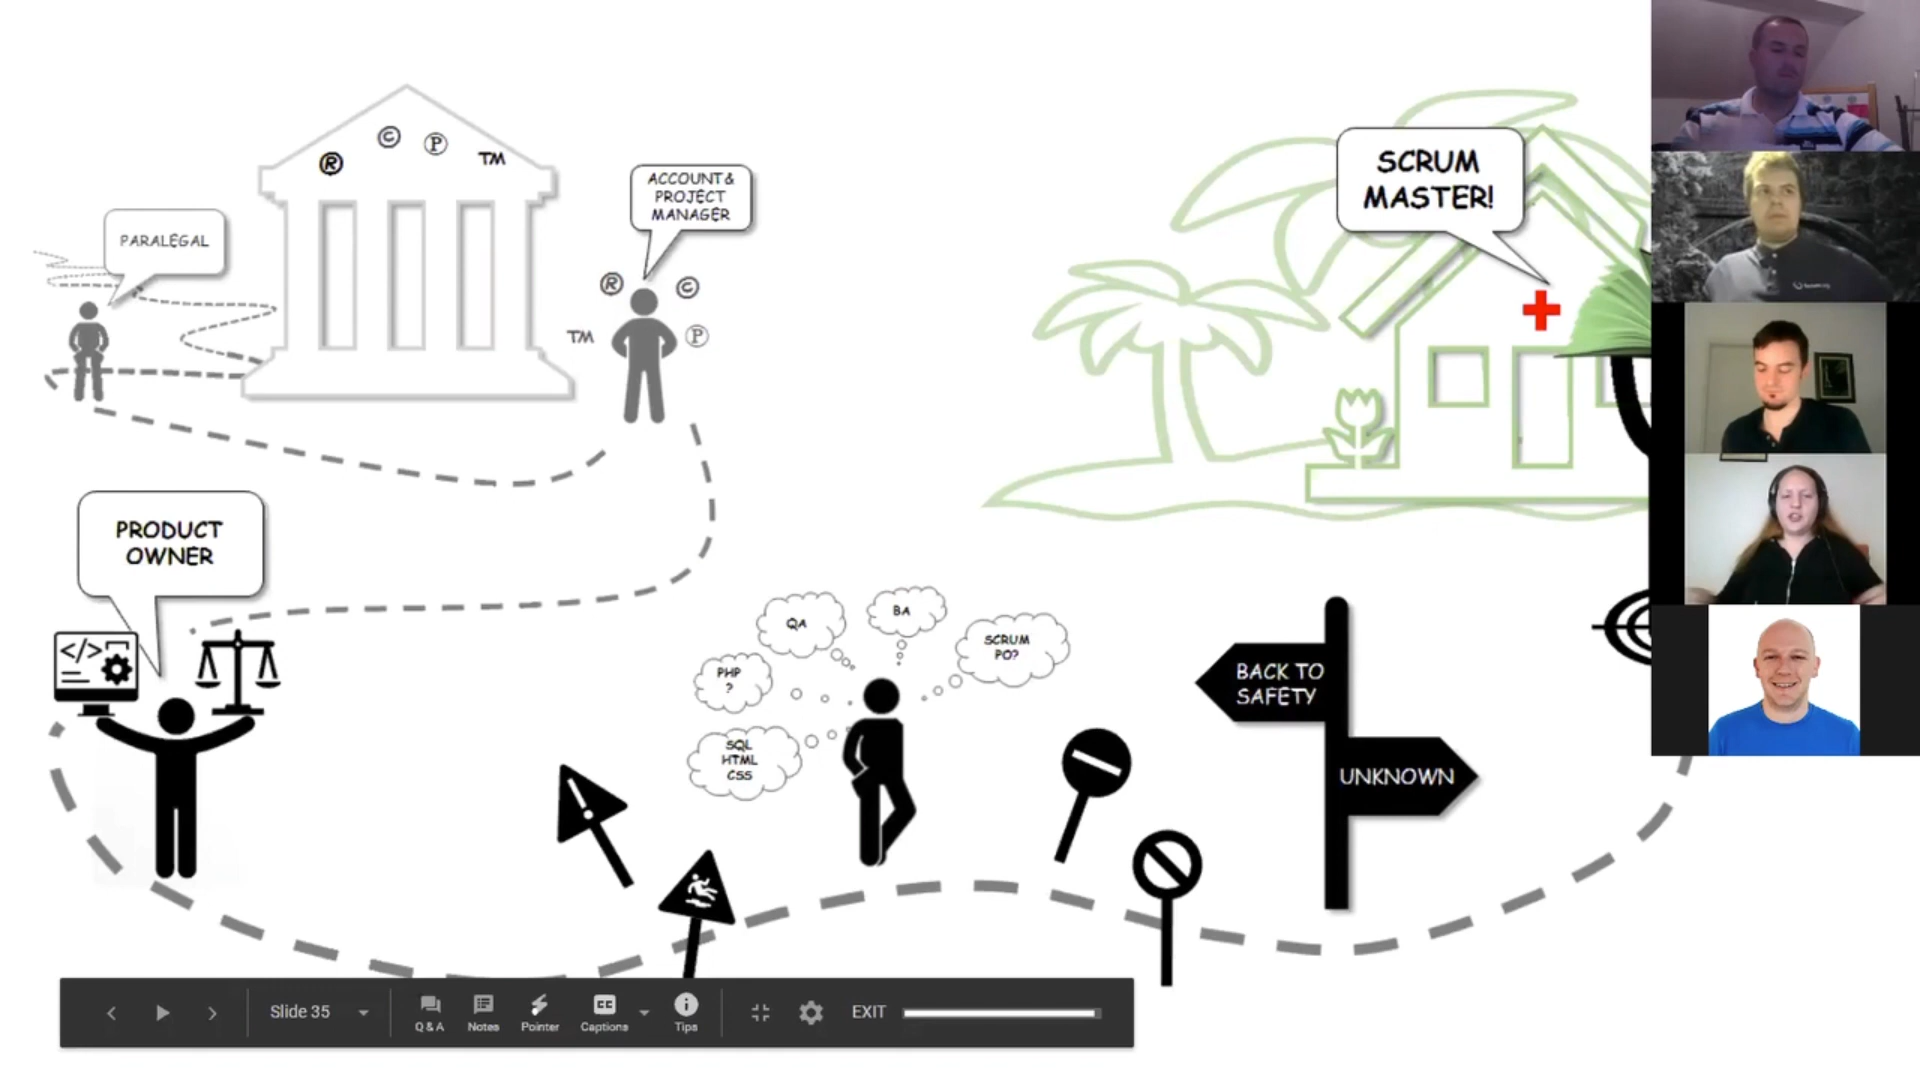 ® © ℗ TM
PARALEGAL
ACCOUNT &
PROJECT
MANAGER
® ©
TM ℗
SCRUM
MASTER!
PRODUCT
OWNER
</>
QA
BA
SCRUM
PO?
PHP
?
SQL
HTML
CSS
BACK TO
SAFETY
UNKNOWN
Slide 35
Q & A
Notes
Pointer
CC
Captions
Tips
EXIT